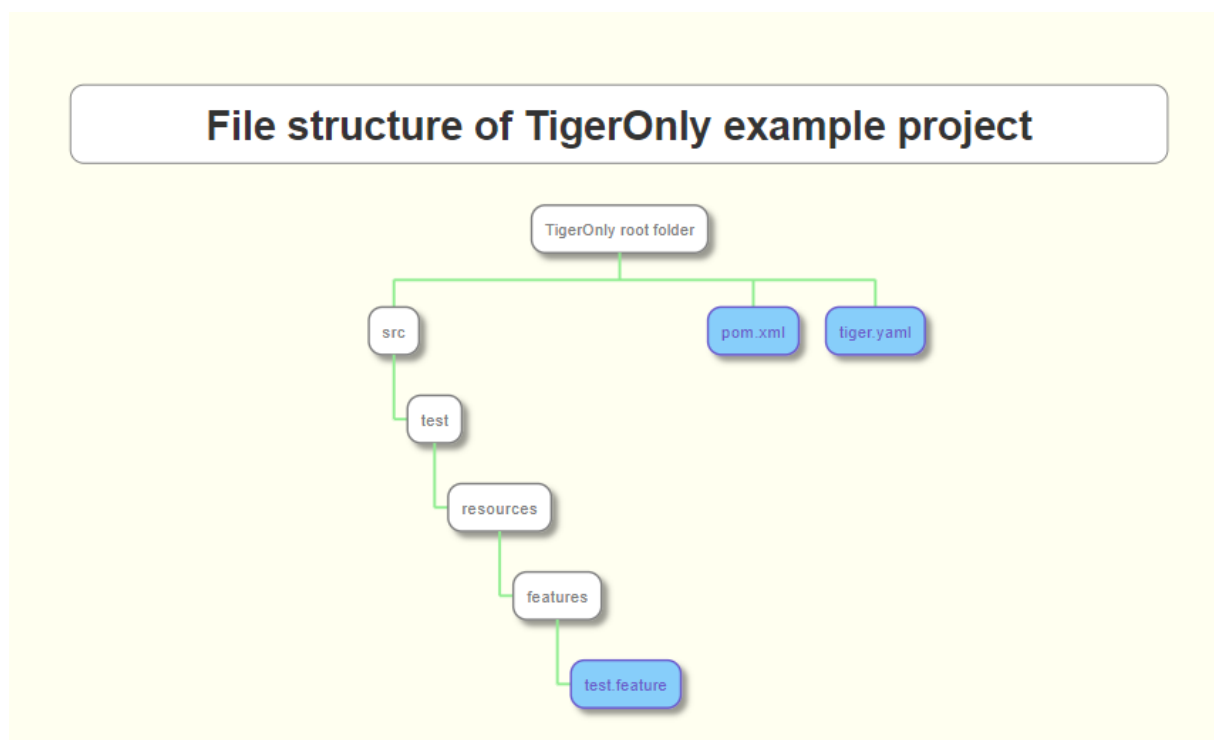 File structure of TigerOnly example project
TigerOnly root folder
src
pom.xml
tiger.yaml
test
resources
features
test.feature